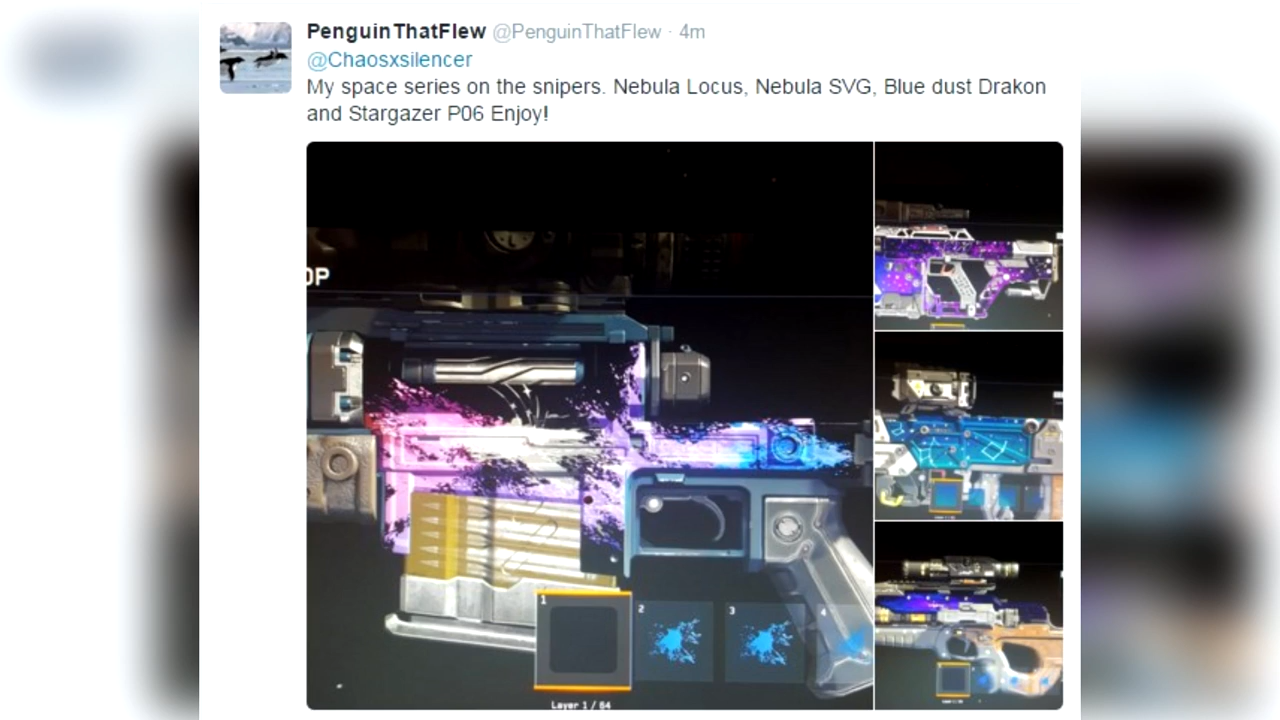 PenguinThatFlew @PenguinThatFlew · 4m
@Chaosxsilencer
My space series on the snipers. Nebula Locus, Nebula SVG, Blue dust Drakon
and Stargazer P06 Enjoy!
OP
1
2
3
4
Layer 1 / 64